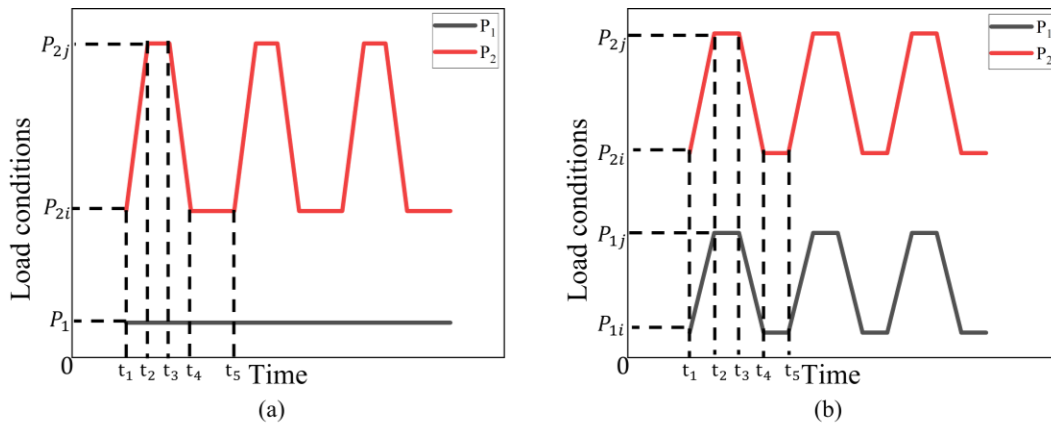 P₁
P₂
P₂ⱼ
P₂ᵢ
P₁
0
Load conditions
t₁ t₂ t₃ t₄ t₅ Time
(a)
P₁
P₂
P₂ⱼ
P₂ᵢ
P₁ⱼ
P₁ᵢ
0
Load conditions
t₁ t₂ t₃ t₄ t₅ Time
(b)